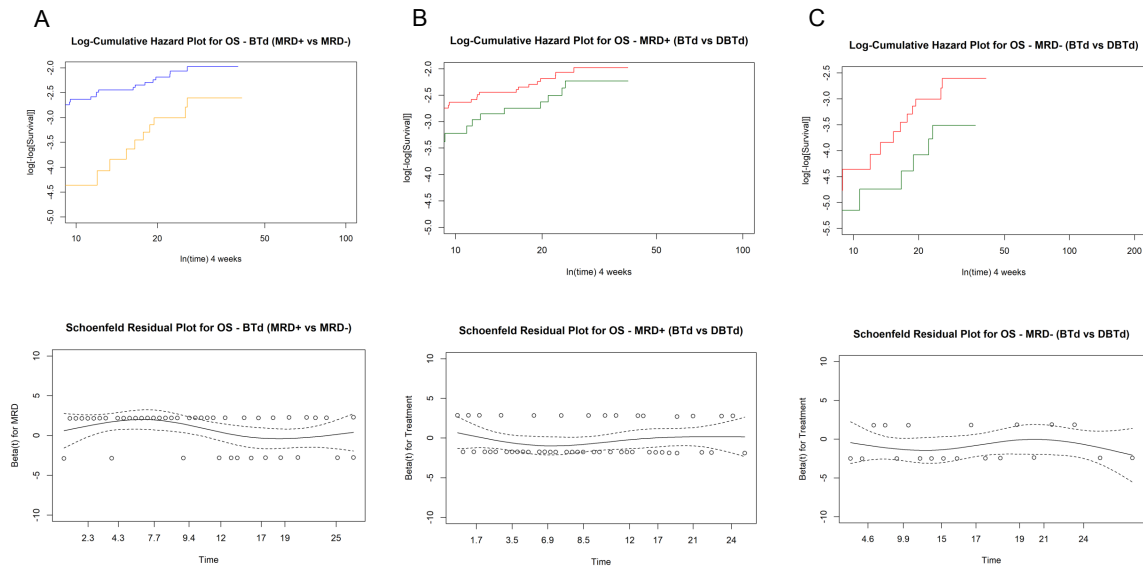 A
Log-Cumulative Hazard Plot for OS - BTd (MRD+ vs MRD-)
log[-log[Survival]]
-2.0
-2.5
-3.0
-3.5
-4.0
-4.5
-5.0
10 20 50 100
ln(time) 4 weeks
B
Log-Cumulative Hazard Plot for OS - MRD+ (BTd vs DBTd)
log[-log[Survival]]
-2.0
-2.5
-3.0
-3.5
-4.0
-4.5
-5.0
10 20 50 100
ln(time) 4 weeks
C
Log-Cumulative Hazard Plot for OS - MRD- (BTd vs DBTd)
log[-log[Survival]]
-2.5
-3.0
-3.5
-4.0
-4.5
-5.0
-5.5
10 20 50 100 200
ln(time) 4 weeks
Schoenfeld Residual Plot for OS - BTd (MRD+ vs MRD-)
Beta(t) for MRD
10
5
0
-5
-10
2.3 4.3 7.7 9.4 12 17 19 25
Time
Schoenfeld Residual Plot for OS - MRD+ (BTd vs DBTd)
Beta(t) for Treatment
10
5
0
-5
-10
1.7 3.5 6.9 8.5 12 17 21 24
Time
Schoenfeld Residual Plot for OS - MRD- (BTd vs DBTd)
Beta(t) for Treatment
10
5
0
-5
-10
4.6 9.9 15 17 19 21 24
Time